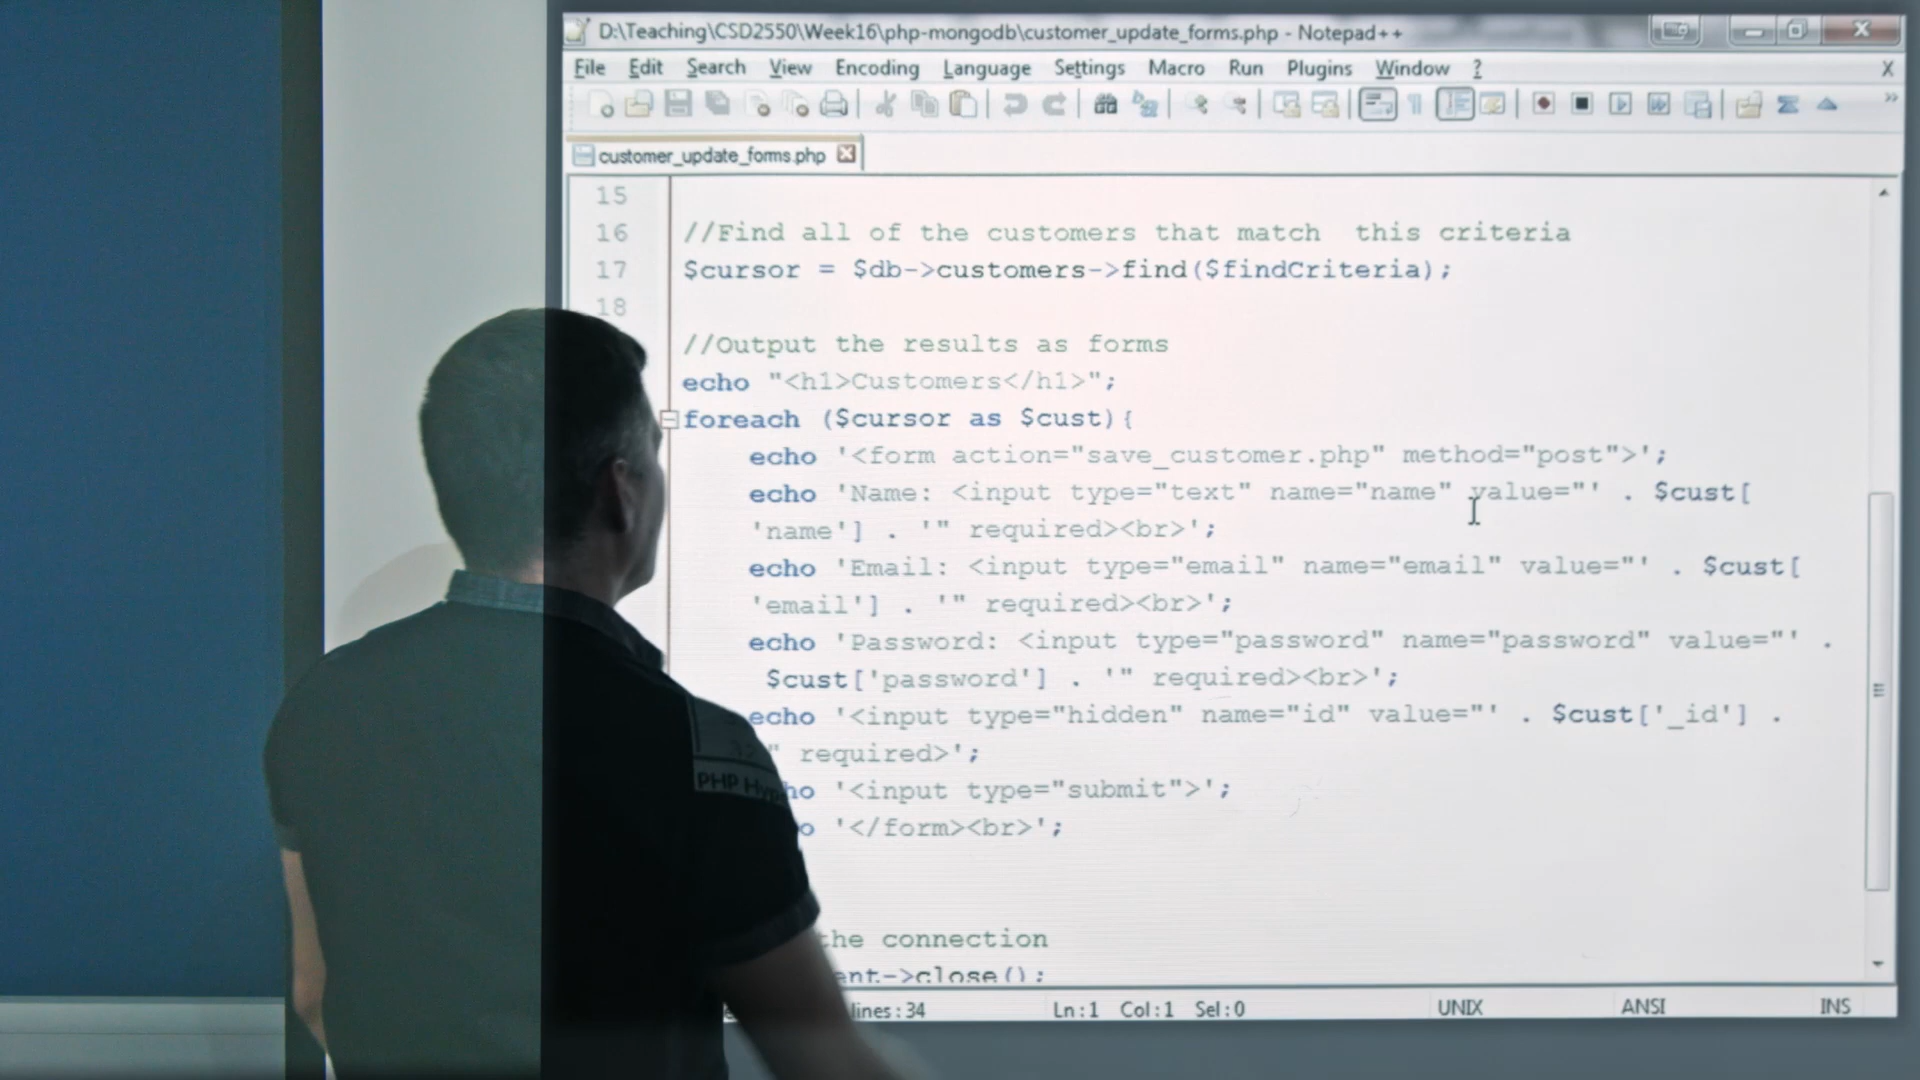 D:\Teaching\CSD2550\Week16\php-mongodb\customer_update_forms.php - Notepad++
File Edit Search View Encoding Language Settings Macro Run Plugins Window ? X
customer_update_forms.php
15
16 //Find all of the customers that match  this criteria
17 $cursor = $db->customers->find($findCriteria);
18
//Output the results as forms
echo "<h1>Customers</h1>";
foreach ($cursor as $cust){
echo '<form action="save_customer.php" method="post">';
echo 'Name: <input type="text" name="name" value="' . $cust[
'name'] . '" required><br>';
echo 'Email: <input type="email" name="email" value="' . $cust[
'email'] . '" required><br>';
echo 'Password: <input type="password" name="password" value="' .
$cust['password'] . '" required><br>';
echo '<input type="hidden" name="id" value="' . $cust['_id'] .
" required>';
ho '<input type="submit">';
o '</form><br>';
the connection
ent->close();
32
PHP Hyp
lines:34 Ln:1 Col:1 Sel:0 UNIX ANSI INS